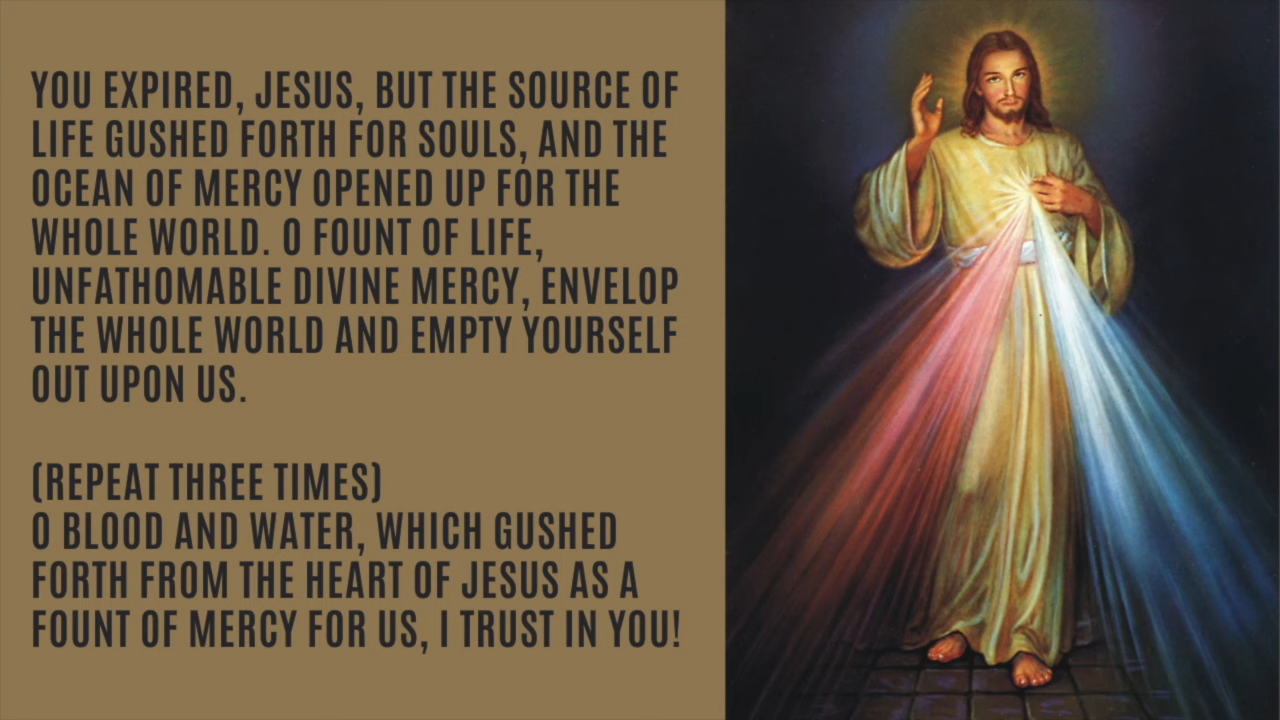 YOU EXPIRED, JESUS, BUT THE SOURCE OF
LIFE GUSHED FORTH FOR SOULS, AND THE
OCEAN OF MERCY OPENED UP FOR THE
WHOLE WORLD. O FOUNT OF LIFE,
UNFATHOMABLE DIVINE MERCY, ENVELOP
THE WHOLE WORLD AND EMPTY YOURSELF
OUT UPON US.
(REPEAT THREE TIMES)
O BLOOD AND WATER, WHICH GUSHED
FORTH FROM THE HEART OF JESUS AS A
FOUNT OF MERCY FOR US, I TRUST IN YOU!